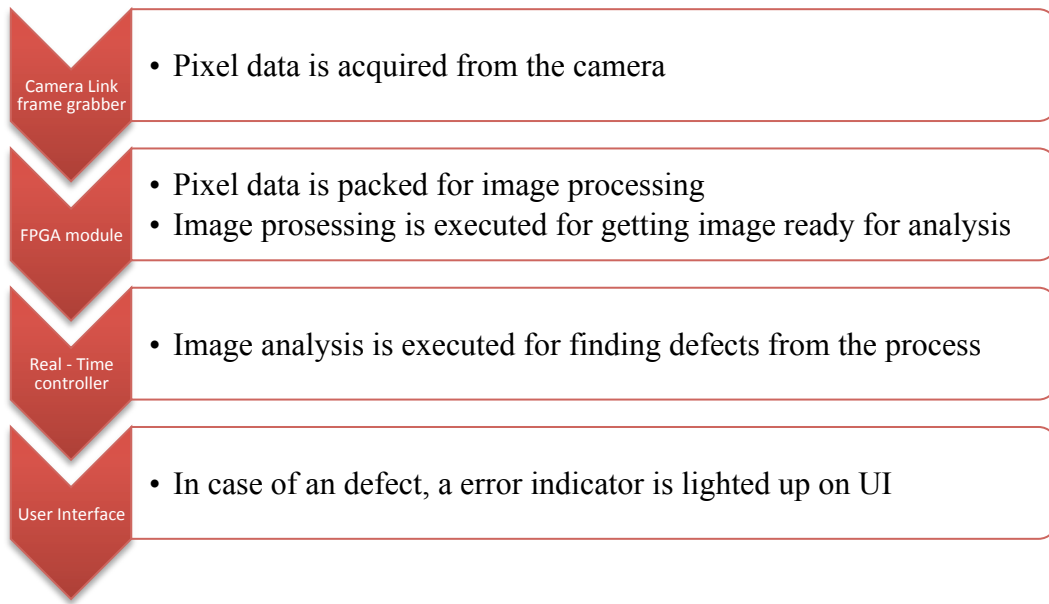 Camera Link
frame grabber
• Pixel data is acquired from the camera
FPGA module
• Pixel data is packed for image processing
• Image prosessing is executed for getting image ready for analysis
Real - Time
controller
• Image analysis is executed for finding defects from the process
User Interface
• In case of an defect, a error indicator is lighted up on UI